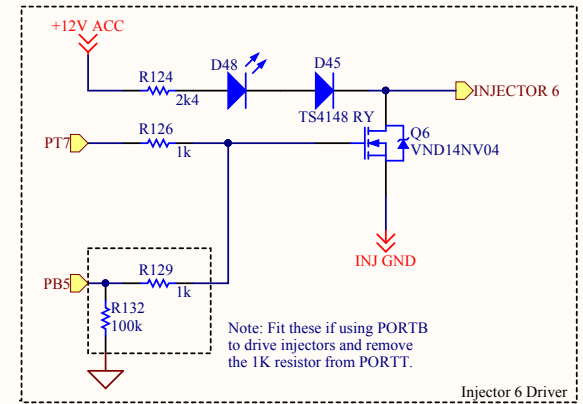 +12V ACC
R124
2k4
D48
D45
TS4148 RY
INJECTOR 6
PT7
R126
1k
Q6
VND14NV04
INJ GND
PB5
R129
1k
R132
100k
Note: Fit these if using PORTB
to drive injectors and remove
the 1K resistor from PORTT.
Injector 6 Driver